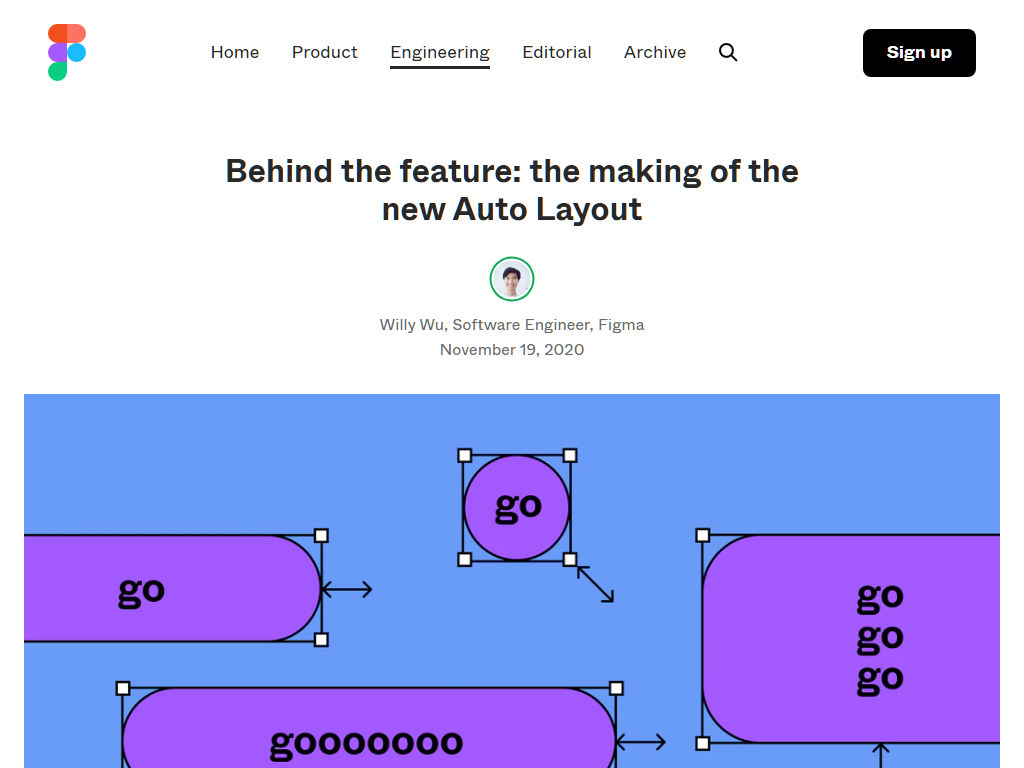 Home Product Engineering Editorial Archive Sign up
Behind the feature: the making of the
new Auto Layout
Willy Wu, Software Engineer, Figma
November 19, 2020
go
go
go
go
go
gooooooo